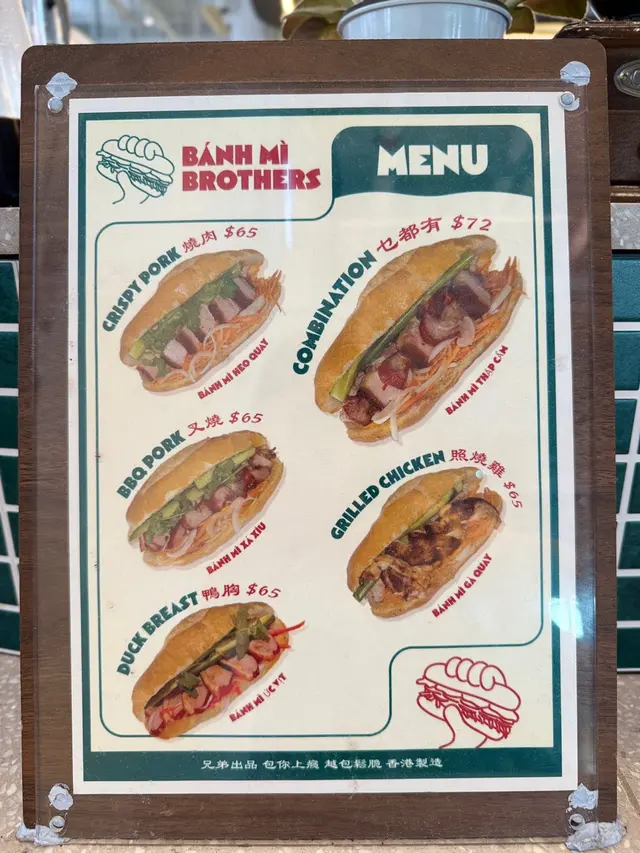 BÁNH MÌ
BROTHERS
MENU
CRISPY PORK 燒肉 $65
BÁNH MÌ HEO QUAY
COMBINATION 乜都有 $72
BÁNH MÌ THẬP CẨM
BBQ PORK 叉燒 $65
BÁNH MÌ XÁ XÍU
GRILLED CHICKEN 照燒雞 $65
BÁNH MÌ GÀ QUAY
DUCK BREAST 鴨胸 $65
BÁNH MÌ ỨC VỊT
兄弟出品 包你上癮 越包鬆脆 香港製造